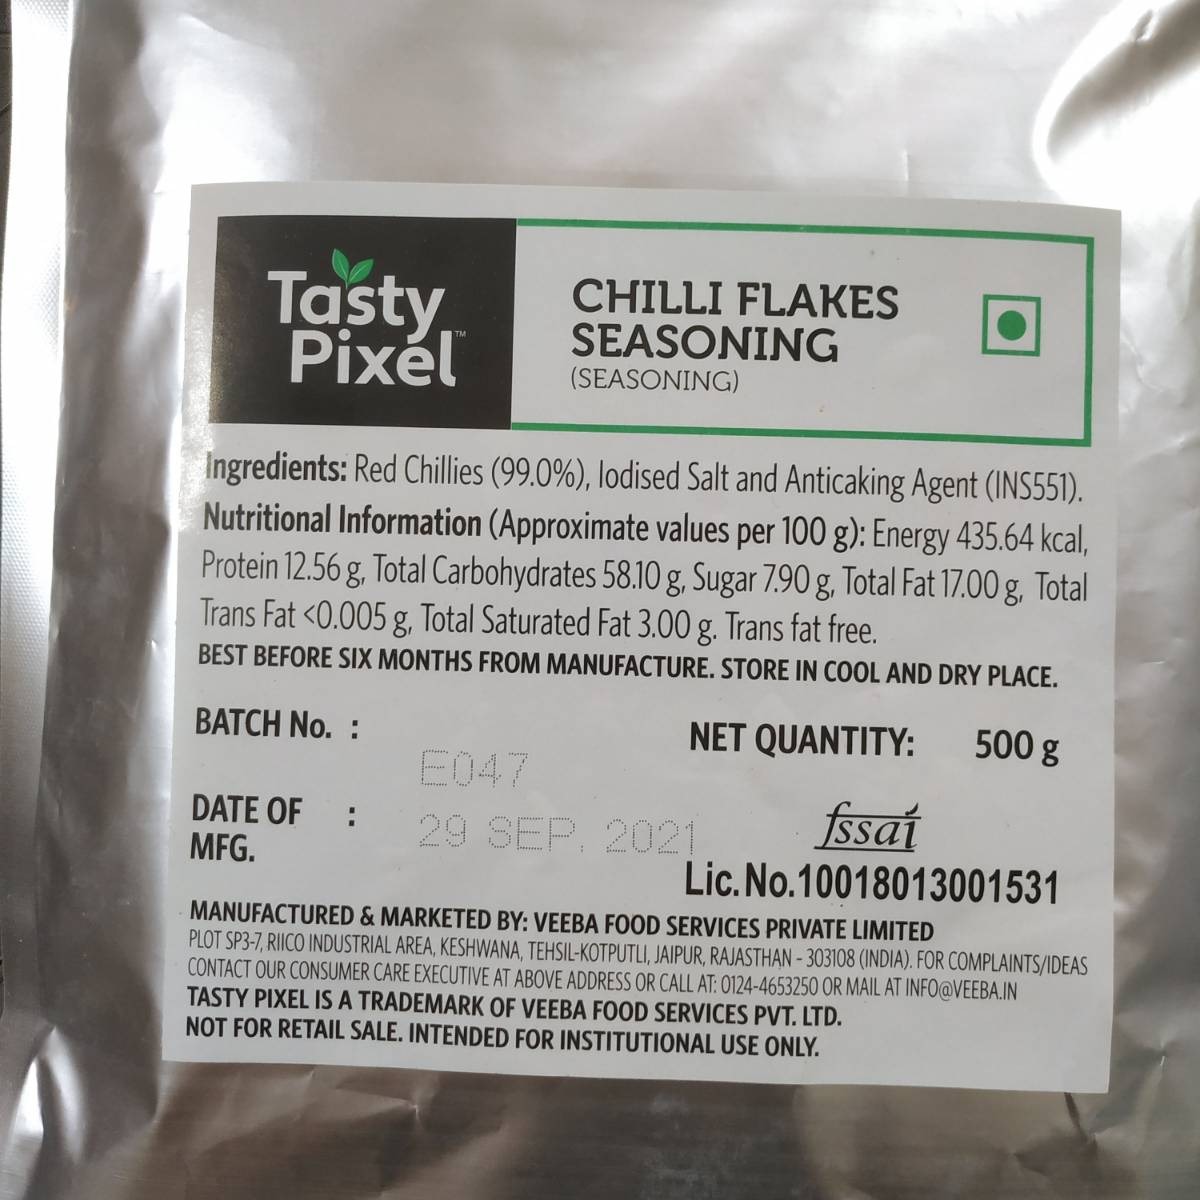 Tasty
Pixel™
CHILLI FLAKES
SEASONING
(SEASONING)
Ingredients: Red Chillies (99.0%), Iodised Salt and Anticaking Agent (INS551).
Nutritional Information (Approximate values per 100 g): Energy 435.64 kcal,
Protein 12.56 g, Total Carbohydrates 58.10 g, Sugar 7.90 g, Total Fat 17.00 g, Total
Trans Fat <0.005 g, Total Saturated Fat 3.00 g. Trans fat free.
BEST BEFORE SIX MONTHS FROM MANUFACTURE. STORE IN COOL AND DRY PLACE.
BATCH No. : E047
NET QUANTITY: 500 g
DATE OF MFG. : 29 SEP. 2021
fssai
Lic. No.10018013001531
MANUFACTURED & MARKETED BY: VEEBA FOOD SERVICES PRIVATE LIMITED
PLOT SP3-7, RIICO INDUSTRIAL AREA, KESHWANA, TEHSIL-KOTPUTLI, JAIPUR, RAJASTHAN - 303108 (INDIA). FOR COMPLAINTS/IDEAS
CONTACT OUR CONSUMER CARE EXECUTIVE AT ABOVE ADDRESS OR CALL AT: 0124-4653250 OR MAIL AT INFO@VEEBA.IN
TASTY PIXEL IS A TRADEMARK OF VEEBA FOOD SERVICES PVT. LTD.
NOT FOR RETAIL SALE. INTENDED FOR INSTITUTIONAL USE ONLY.